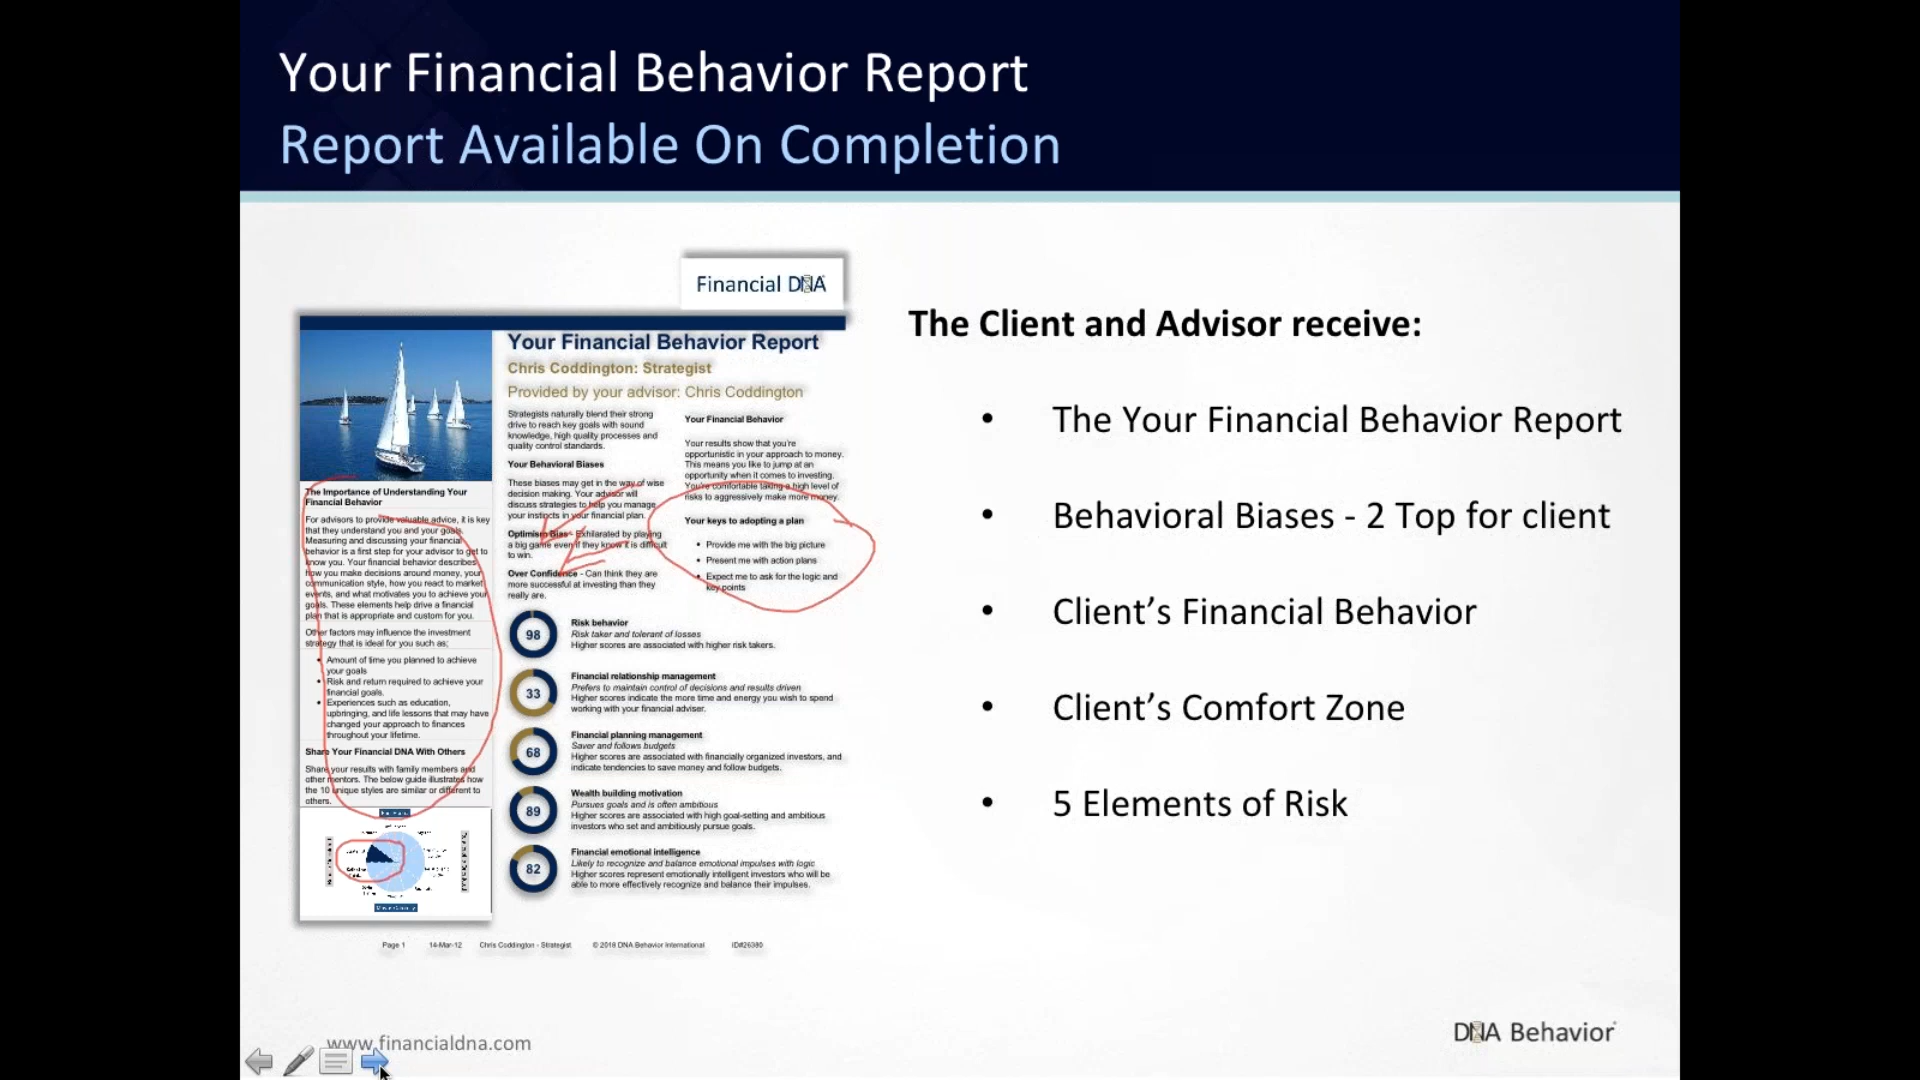 Your Financial Behavior Report
Report Available On Completion
Financial DNA
Your Financial Behavior Report
Chris Coddington: Strategist
Provided by your advisor: Chris Coddington
The Importance of Understanding Your
Financial Behavior
For advisors to provide valuable advice, it is key
that they understand you and your goals.
Measuring and discussing your financial
behavior is a first step for your advisor to get to
know you. Your financial behavior describes
how you make decisions around money, your
communication style, how you react to market
events, and what motivates you to achieve your
goals. These elements help drive a financial
plan that is appropriate and custom for you.
Other factors may influence the investment
strategy that is ideal for you such as;
• Amount of time you planned to achieve
your goals
• Risk and return required to achieve your
financial goals.
• Experiences such as education,
upbringing, and life lessons that may have
changed your approach to finances
throughout your lifetime.
Share Your Financial DNA With Others
Share your results with family members and
other mentors. The below guide illustrates how
the 10 unique styles are similar or different to
others.
Strategists naturally blend their strong
drive to reach key goals with sound
knowledge, high quality processes and
quality control standards.
Your Behavioral Biases
These biases may get in the way of wise
decision making. Your advisor will
discuss strategies to help you manage
your instincts in your financial plan.
Optimism Bias - Exhilarated by playing
a big game even if they know it is difficult
to win.
Over Confidence - Can think they are
more successful at investing than they
really are.
Your Financial Behavior
Your results show that you're
opportunistic in your approach to money.
This means you like to jump at an
opportunity when it comes to investing.
You're comfortable taking a high level of
risks to aggressively make more money.
Your keys to adopting a plan
• Provide me with the big picture
• Present me with action plans
• Expect me to ask for the logic and
key points
98
Risk behavior
Risk taker and tolerant of losses
Higher scores are associated with higher risk takers.
33
Financial relationship management
Prefers to maintain control of decisions and results driven
Higher scores indicate the more time and energy you wish to spend
working with your financial adviser.
68
Financial planning management
Saver and follows budgets
Higher scores are associated with financially organized investors, and
indicate tendencies to save money and follow budgets.
89
Wealth building motivation
Pursues goals and is often ambitious
Higher scores are associated with high goal-setting and ambitious
investors who set and ambitiously pursue goals.
82
Financial emotional intelligence
Likely to recognize and balance emotional impulses with logic
Higher scores represent emotionally intelligent investors who will be
able to more effectively recognize and balance their impulses.
Page 1 14-Mar-12 Chris Coddington - Strategist © 2018 DNA Behavior International ID#26380
The Client and Advisor receive:
• The Your Financial Behavior Report
• Behavioral Biases - 2 Top for client
• Client’s Financial Behavior
• Client’s Comfort Zone
• 5 Elements of Risk
www.financialdna.com
DNA Behavior